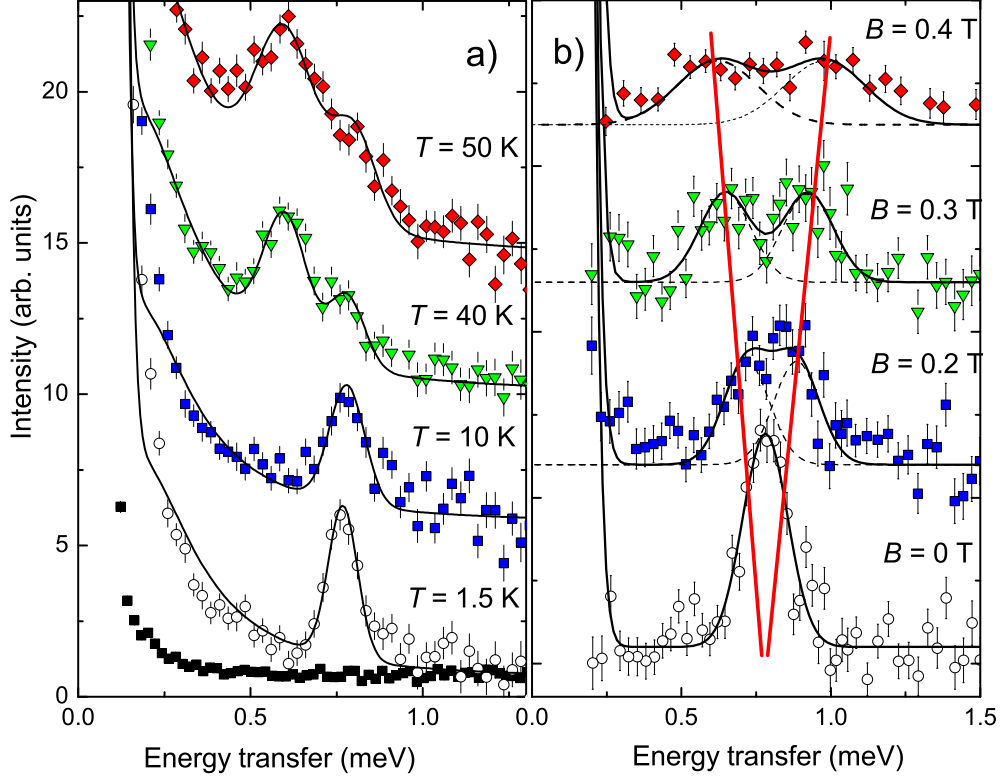 a)
b)
B = 0.4 T
20
T = 50 K
B = 0.3 T
15
T = 40 K
B = 0.2 T
10
T = 10 K
B = 0 T
5
T = 1.5 K
0
Intensity (arb. units)
0.0 0.5 1.0 0.0 0.5 1.0 1.5
Energy transfer (meV)
Energy transfer (meV)